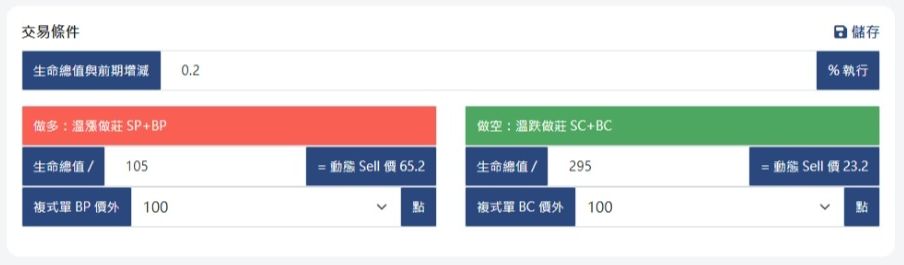 交易條件
儲存
生命總值與前期增減 0.2 % 執行
做多：溫漲做莊 SP+BP
生命總值 / 105 = 動態 Sell 價 65.2
複式單 BP 價外 100 點
做空：溫跌做莊 SC+BC
生命總值 / 295 = 動態 Sell 價 23.2
複式單 BC 價外 100 點